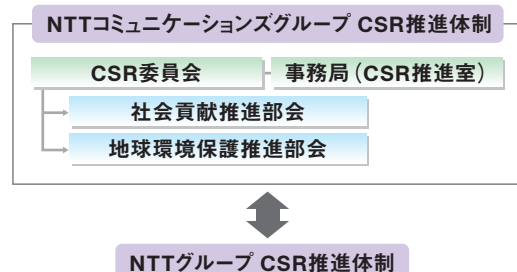 NTTコミュニケーションズグループ CSR推進体制
CSR委員会
事務局(CSR推進室)
社会貢献推進部会
地球環境保護推進部会
NTTグループ CSR推進体制